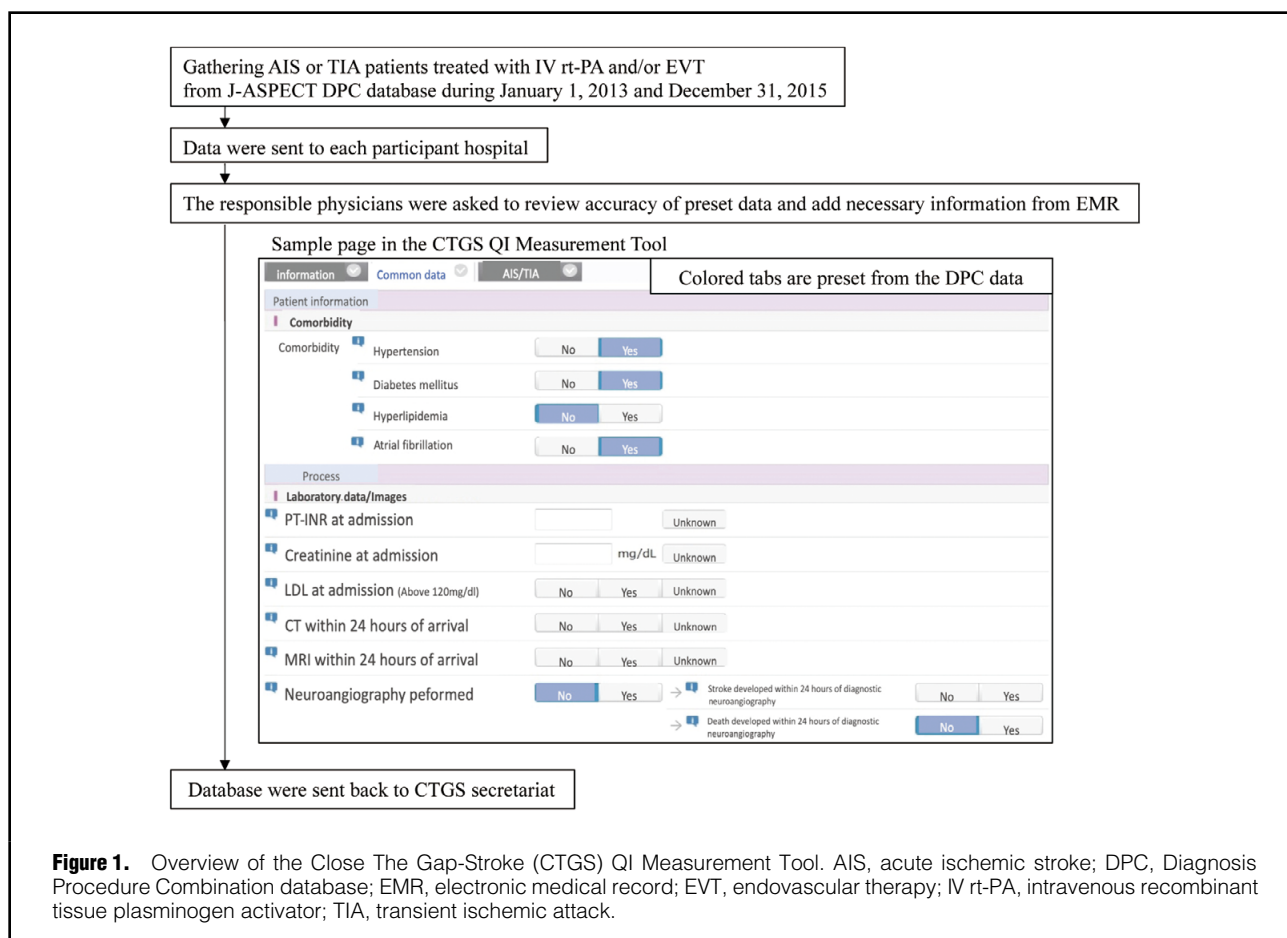 Gathering AIS or TIA patients treated with IV rt-PA and/or EVT
from J-ASPECT DPC database during January 1, 2013 and December 31, 2015
Data were sent to each participant hospital
The responsible physicians were asked to review accuracy of preset data and add necessary information from EMR
Sample page in the CTGS QI Measurement Tool
information Common data AIS/TIA
Colored tabs are preset from the DPC data
Patient information
Comorbidity
Comorbidity Hypertension No Yes
Diabetes mellitus No Yes
Hyperlipidemia No Yes
Atrial fibrillation No Yes
Process
Laboratory.data/Images
PT-INR at admission Unknown
Creatinine at admission mg/dL Unknown
LDL at admission (Above 120mg/dl) No Yes Unknown
CT within 24 hours of arrival No Yes Unknown
MRI within 24 hours of arrival No Yes Unknown
Neuroangiography peformed No Yes → Stroke developed within 24 hours of diagnostic
neuroangiography No Yes
→ Death developed within 24 hours of diagnostic
neuroangiography No Yes
Database were sent back to CTGS secretariat
Figure 1. Overview of the Close The Gap-Stroke (CTGS) QI Measurement Tool. AIS, acute ischemic stroke; DPC, Diagnosis
Procedure Combination database; EMR, electronic medical record; EVT, endovascular therapy; IV rt-PA, intravenous recombinant
tissue plasminogen activator; TIA, transient ischemic attack.